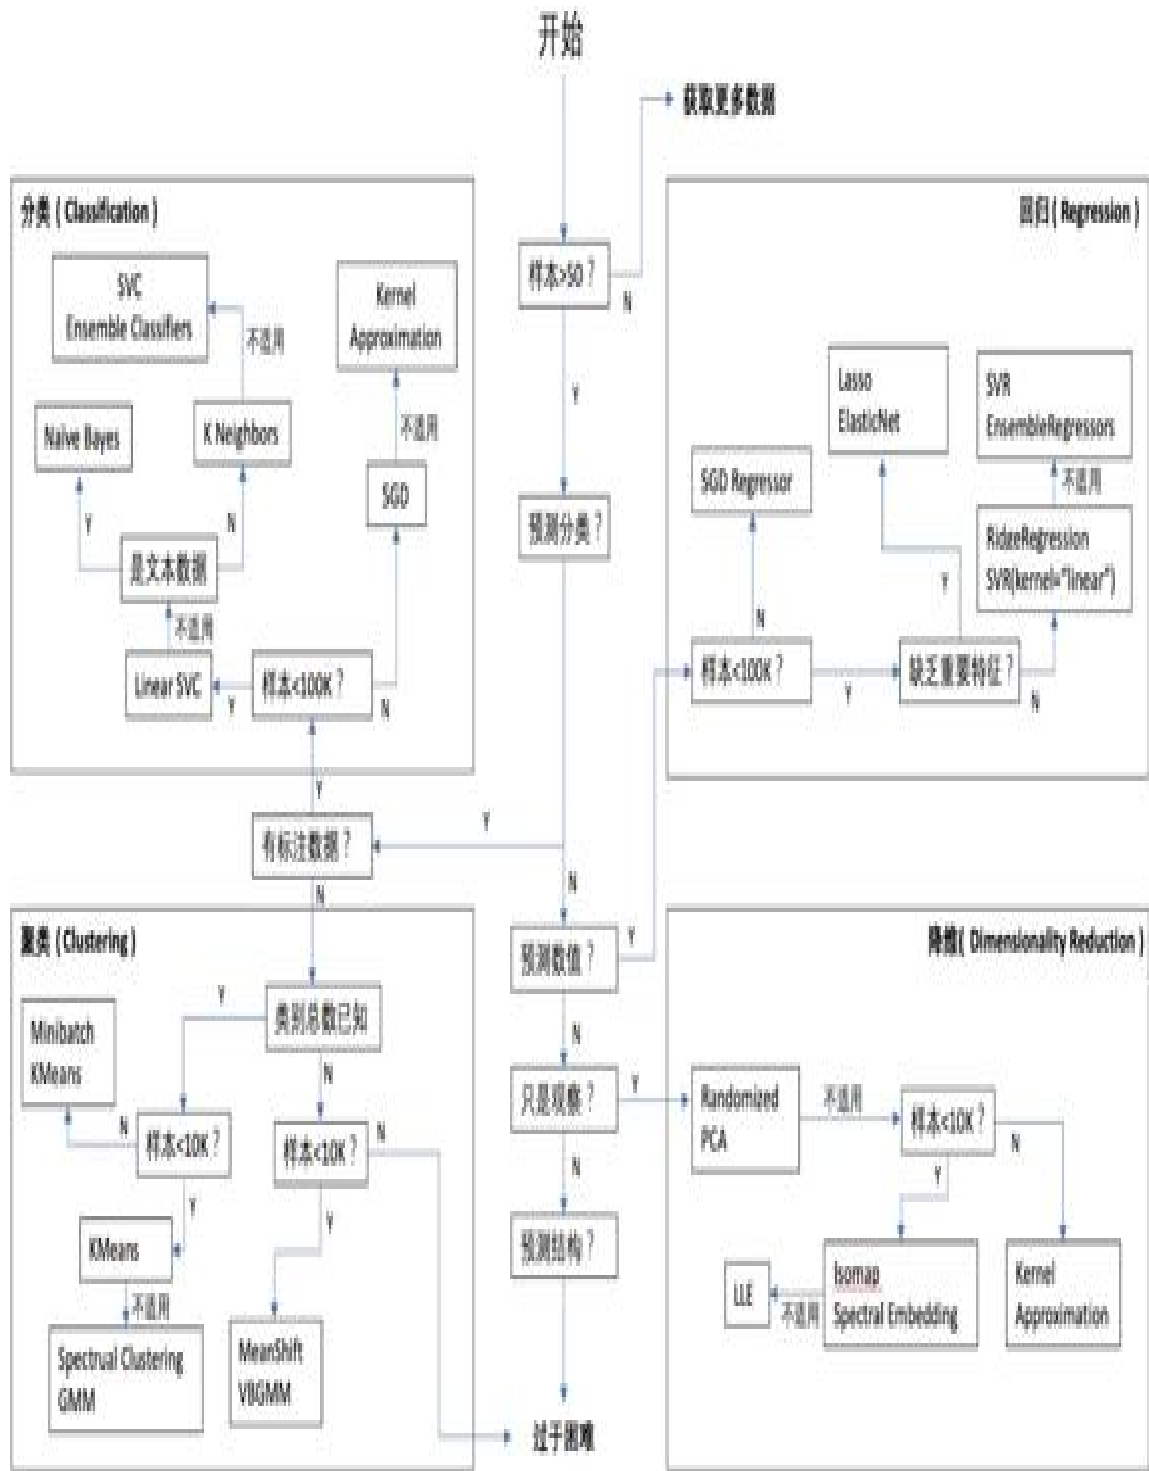 开始
获取更多数据
分类 ( Classification )
SVC
Ensemble Classifiers
Kernel
Approximation
不适用
Naïve Bayes
K Neighbors
不适用
SGD
Y
N
是文本数据
不适用
Linear SVC
Y
样本<100K ?
N
Y
样本>50 ?
N
Y
预测分类 ?
回归 ( Regression )
Lasso
ElasticNet
SVR
EnsembleRegressors
不适用
SGD Regressor
RidgeRegression
SVR(kernel="linear")
N
Y
样本<100K ?
Y
缺乏重要特征 ?
N
有标注数据 ?
Y
N
N
聚类 ( Clustering )
Y
类别总数已知
Minibatch
KMeans
N
N
样本<10K ?
样本<10K ?
N
Y
Y
KMeans
不适用
Spectrual Clustering
GMM
MeanShift
VBGMM
预测数值 ?
Y
N
只是观察 ?
Y
N
预测结构 ?
过于困难
降维( Dimensionality Reduction )
Randomized
PCA
不适用
样本<10K ?
N
Y
LLE
不适用
Isomap
Spectral Embedding
Kernel
Approximation